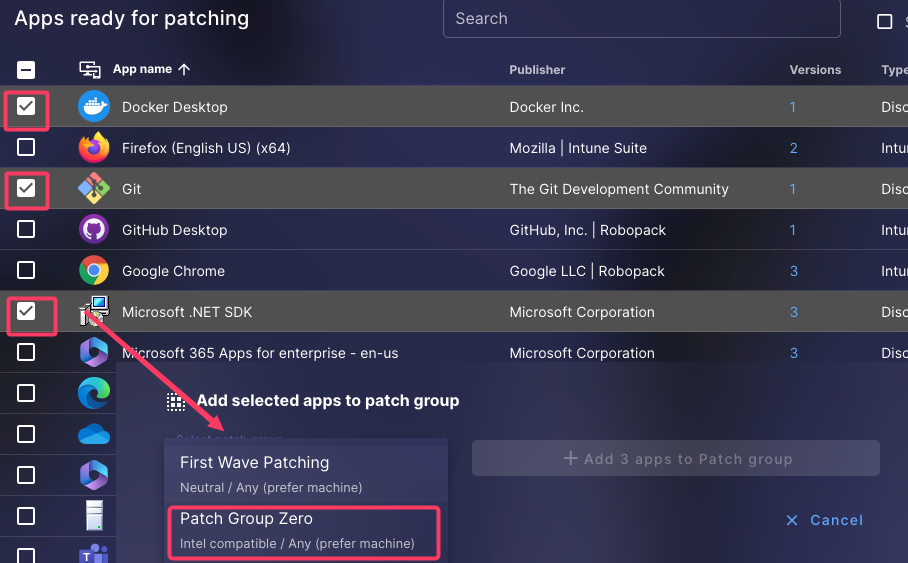 Apps ready for patching
Search
App name
Publisher
Versions
Type
Docker Desktop
Docker Inc.
1
Disc
Firefox (English US) (x64)
Mozilla | Intune Suite
2
Intu
Git
The Git Development Community
1
Disc
GitHub Desktop
GitHub, Inc. | Robopack
1
Intu
Google Chrome
Google LLC | Robopack
3
Intu
Microsoft .NET SDK
Microsoft Corporation
3
Disc
Microsoft 365 Apps for enterprise - en-us
Microsoft Corporation
3
Disc
Add selected apps to patch group
Select patch group
First Wave Patching
Neutral / Any (prefer machine)
+ Add 3 apps to Patch group
Patch Group Zero
Intel compatible / Any (prefer machine)
Cancel